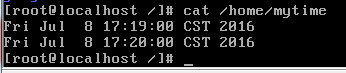 [root@localhost /]# cat /home/mytime
Fri Jul  8 17:19:00 CST 2016
Fri Jul  8 17:20:00 CST 2016
[root@localhost /]# _